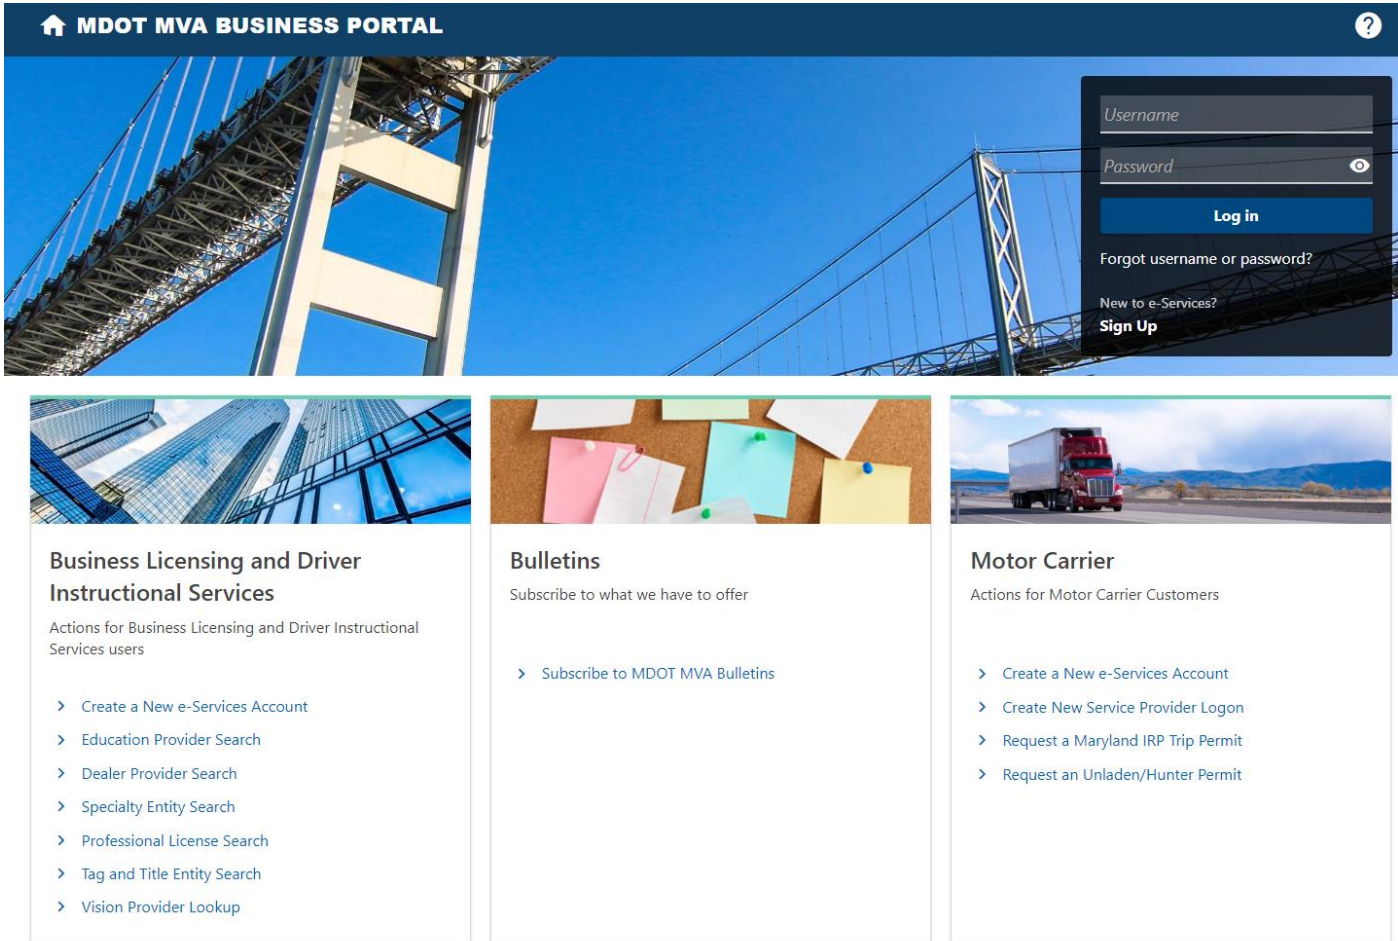 MDOT MVA BUSINESS PORTAL
?
Username
Password
Log in
Forgot username or password?
New to e-Services?
Sign Up
Business Licensing and Driver
Instructional Services
Actions for Business Licensing and Driver Instructional
Services users
Create a New e-Services Account
Education Provider Search
Dealer Provider Search
Specialty Entity Search
Professional License Search
Tag and Title Entity Search
Vision Provider Lookup
Bulletins
Subscribe to what we have to offer
Subscribe to MDOT MVA Bulletins
Motor Carrier
Actions for Motor Carrier Customers
Create a New e-Services Account
Create New Service Provider Logon
Request a Maryland IRP Trip Permit
Request an Unladen/Hunter Permit